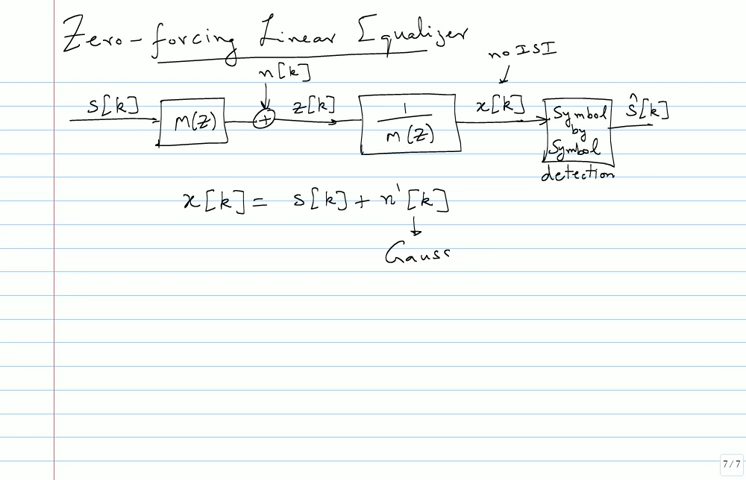 Zero-forcing Linear Equalizer
no ISI
n[k]
s[k] M(z) + z[k] 1/M(z) x[k] Symbol by Symbol detection ŝ[k]
x[k] = s[k] + n'[k]
Gauss
7/7